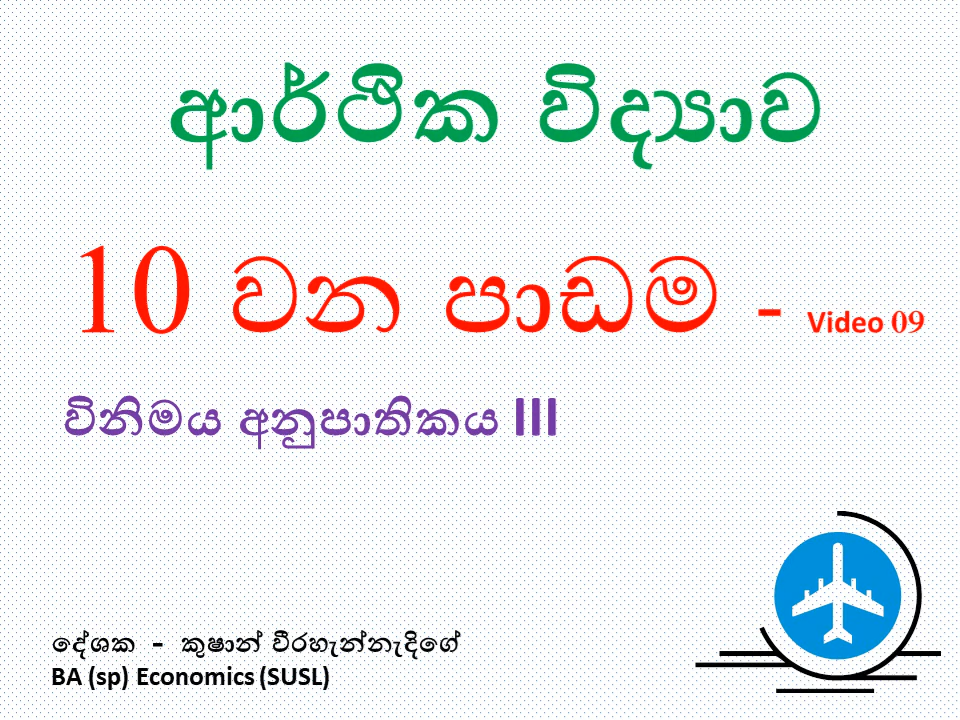 ආර්ථික විද්‍යාව
10 වන පාඩම - Video 09
විනිමය අනුපාතිකය III
දේශක - කුෂාන් වීරහැන්නැදිගේ
BA (sp) Economics (SUSL)